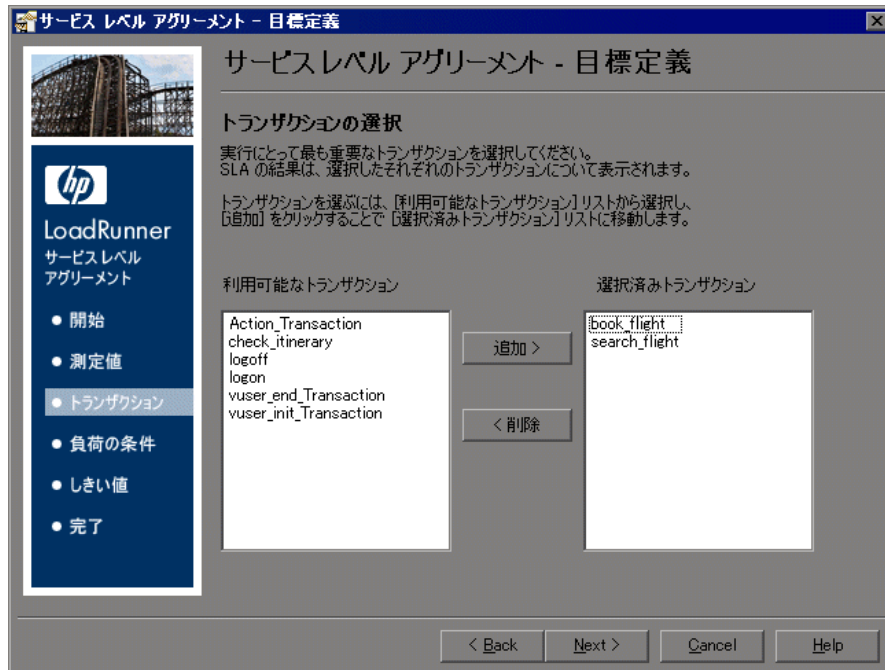 サービス レベル アグリーメント - 目標定義
サービス レベル アグリーメント - 目標定義
トランザクションの選択
実行にとって最も重要なトランザクションを選択してください。
SLA の結果は、選択したそれぞれのトランザクションについて表示されます。
トランザクションを選ぶには、[利用可能なトランザクション] リストから選択し、
[追加] をクリックすることで [選択済みトランザクション] リストに移動します。
hp
LoadRunner
サービス レベル
アグリーメント
開始
測定値
トランザクション
負荷の条件
しきい値
完了
利用可能なトランザクション
Action_Transaction
check_itinerary
logoff
logon
vuser_end_Transaction
vuser_init_Transaction
追加 >
< 削除
選択済みトランザクション
book_flight
search_flight
< Back
Next >
Cancel
Help